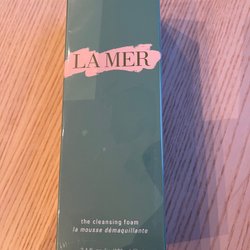 LA MER
the cleansing foam
la mousse démaquillante